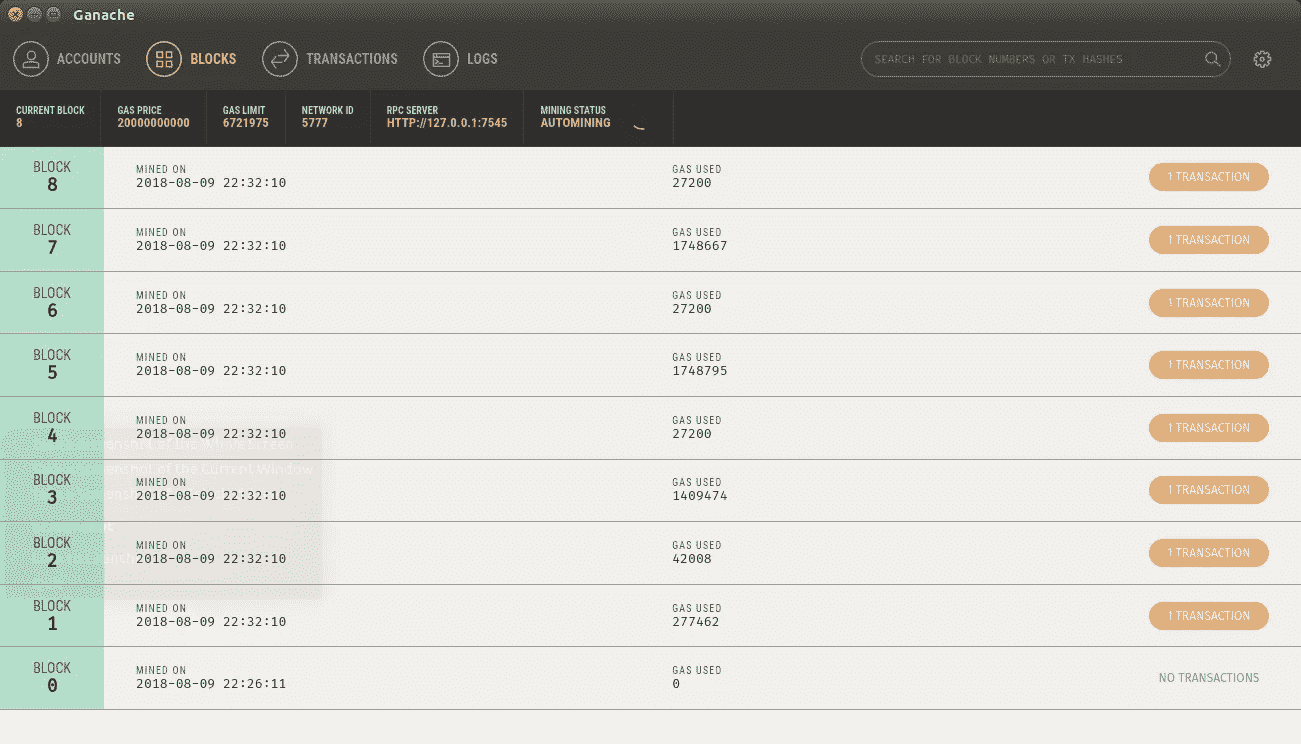 Ganache
ACCOUNTS BLOCKS TRANSACTIONS LOGS SEARCH FOR BLOCK NUMBERS OR TX HASHES
CURRENT BLOCK GAS PRICE GAS LIMIT NETWORK ID RPC SERVER MINING STATUS
8 20000000000 6721975 5777 HTTP://127.0.0.1:7545 AUTOMINING
BLOCK MINED ON GAS USED
8 2018-08-09 22:32:10 27200 1 TRANSACTION
BLOCK MINED ON GAS USED
7 2018-08-09 22:32:10 1748667 1 TRANSACTION
BLOCK MINED ON GAS USED
6 2018-08-09 22:32:10 27200 1 TRANSACTION
BLOCK MINED ON GAS USED
5 2018-08-09 22:32:10 1748795 1 TRANSACTION
BLOCK MINED ON GAS USED
4 2018-08-09 22:32:10 27200 1 TRANSACTION
of the Current Window
BLOCK MINED ON GAS USED
3 2018-08-09 22:32:10 1409474 1 TRANSACTION
BLOCK MINED ON GAS USED
2 2018-08-09 22:32:10 42008 1 TRANSACTION
BLOCK MINED ON GAS USED
1 2018-08-09 22:32:10 277462 1 TRANSACTION
BLOCK MINED ON GAS USED
0 2018-08-09 22:26:11 0 NO TRANSACTIONS